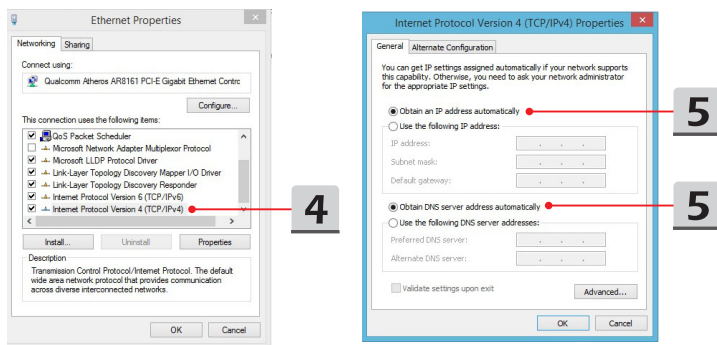 Ethernet Properties
Networking
Sharing
Connect using:
Qualcomm Atheros AR8161 PCI-E Gigabit Ethernet Contrc
Configure...
This connection uses the following items:
QoS Packet Scheduler
Microsoft Network Adapter Multiplexor Protocol
Microsoft LLDP Protocol Driver
Link-Layer Topology Discovery Mapper I/O Driver
Link-Layer Topology Discovery Responder
Internet Protocol Version 6 (TCP/IPv6)
Internet Protocol Version 4 (TCP/IPv4)
4
Install...
Uninstall
Properties
Description
Transmission Control Protocol/Internet Protocol. The default
wide area network protocol that provides communication
across diverse interconnected networks.
OK
Cancel
Internet Protocol Version 4 (TCP/IPv4) Properties
General
Alternate Configuration
You can get IP settings assigned automatically if your network supports
this capability. Otherwise, you need to ask your network administrator
for the appropriate IP settings.
Obtain an IP address automatically
5
Use the following IP address:
IP address:
Subnet mask:
Default gateway:
Obtain DNS server address automatically
5
Use the following DNS server addresses:
Preferred DNS server:
Alternate DNS server:
Validate settings upon exit
Advanced...
OK
Cancel